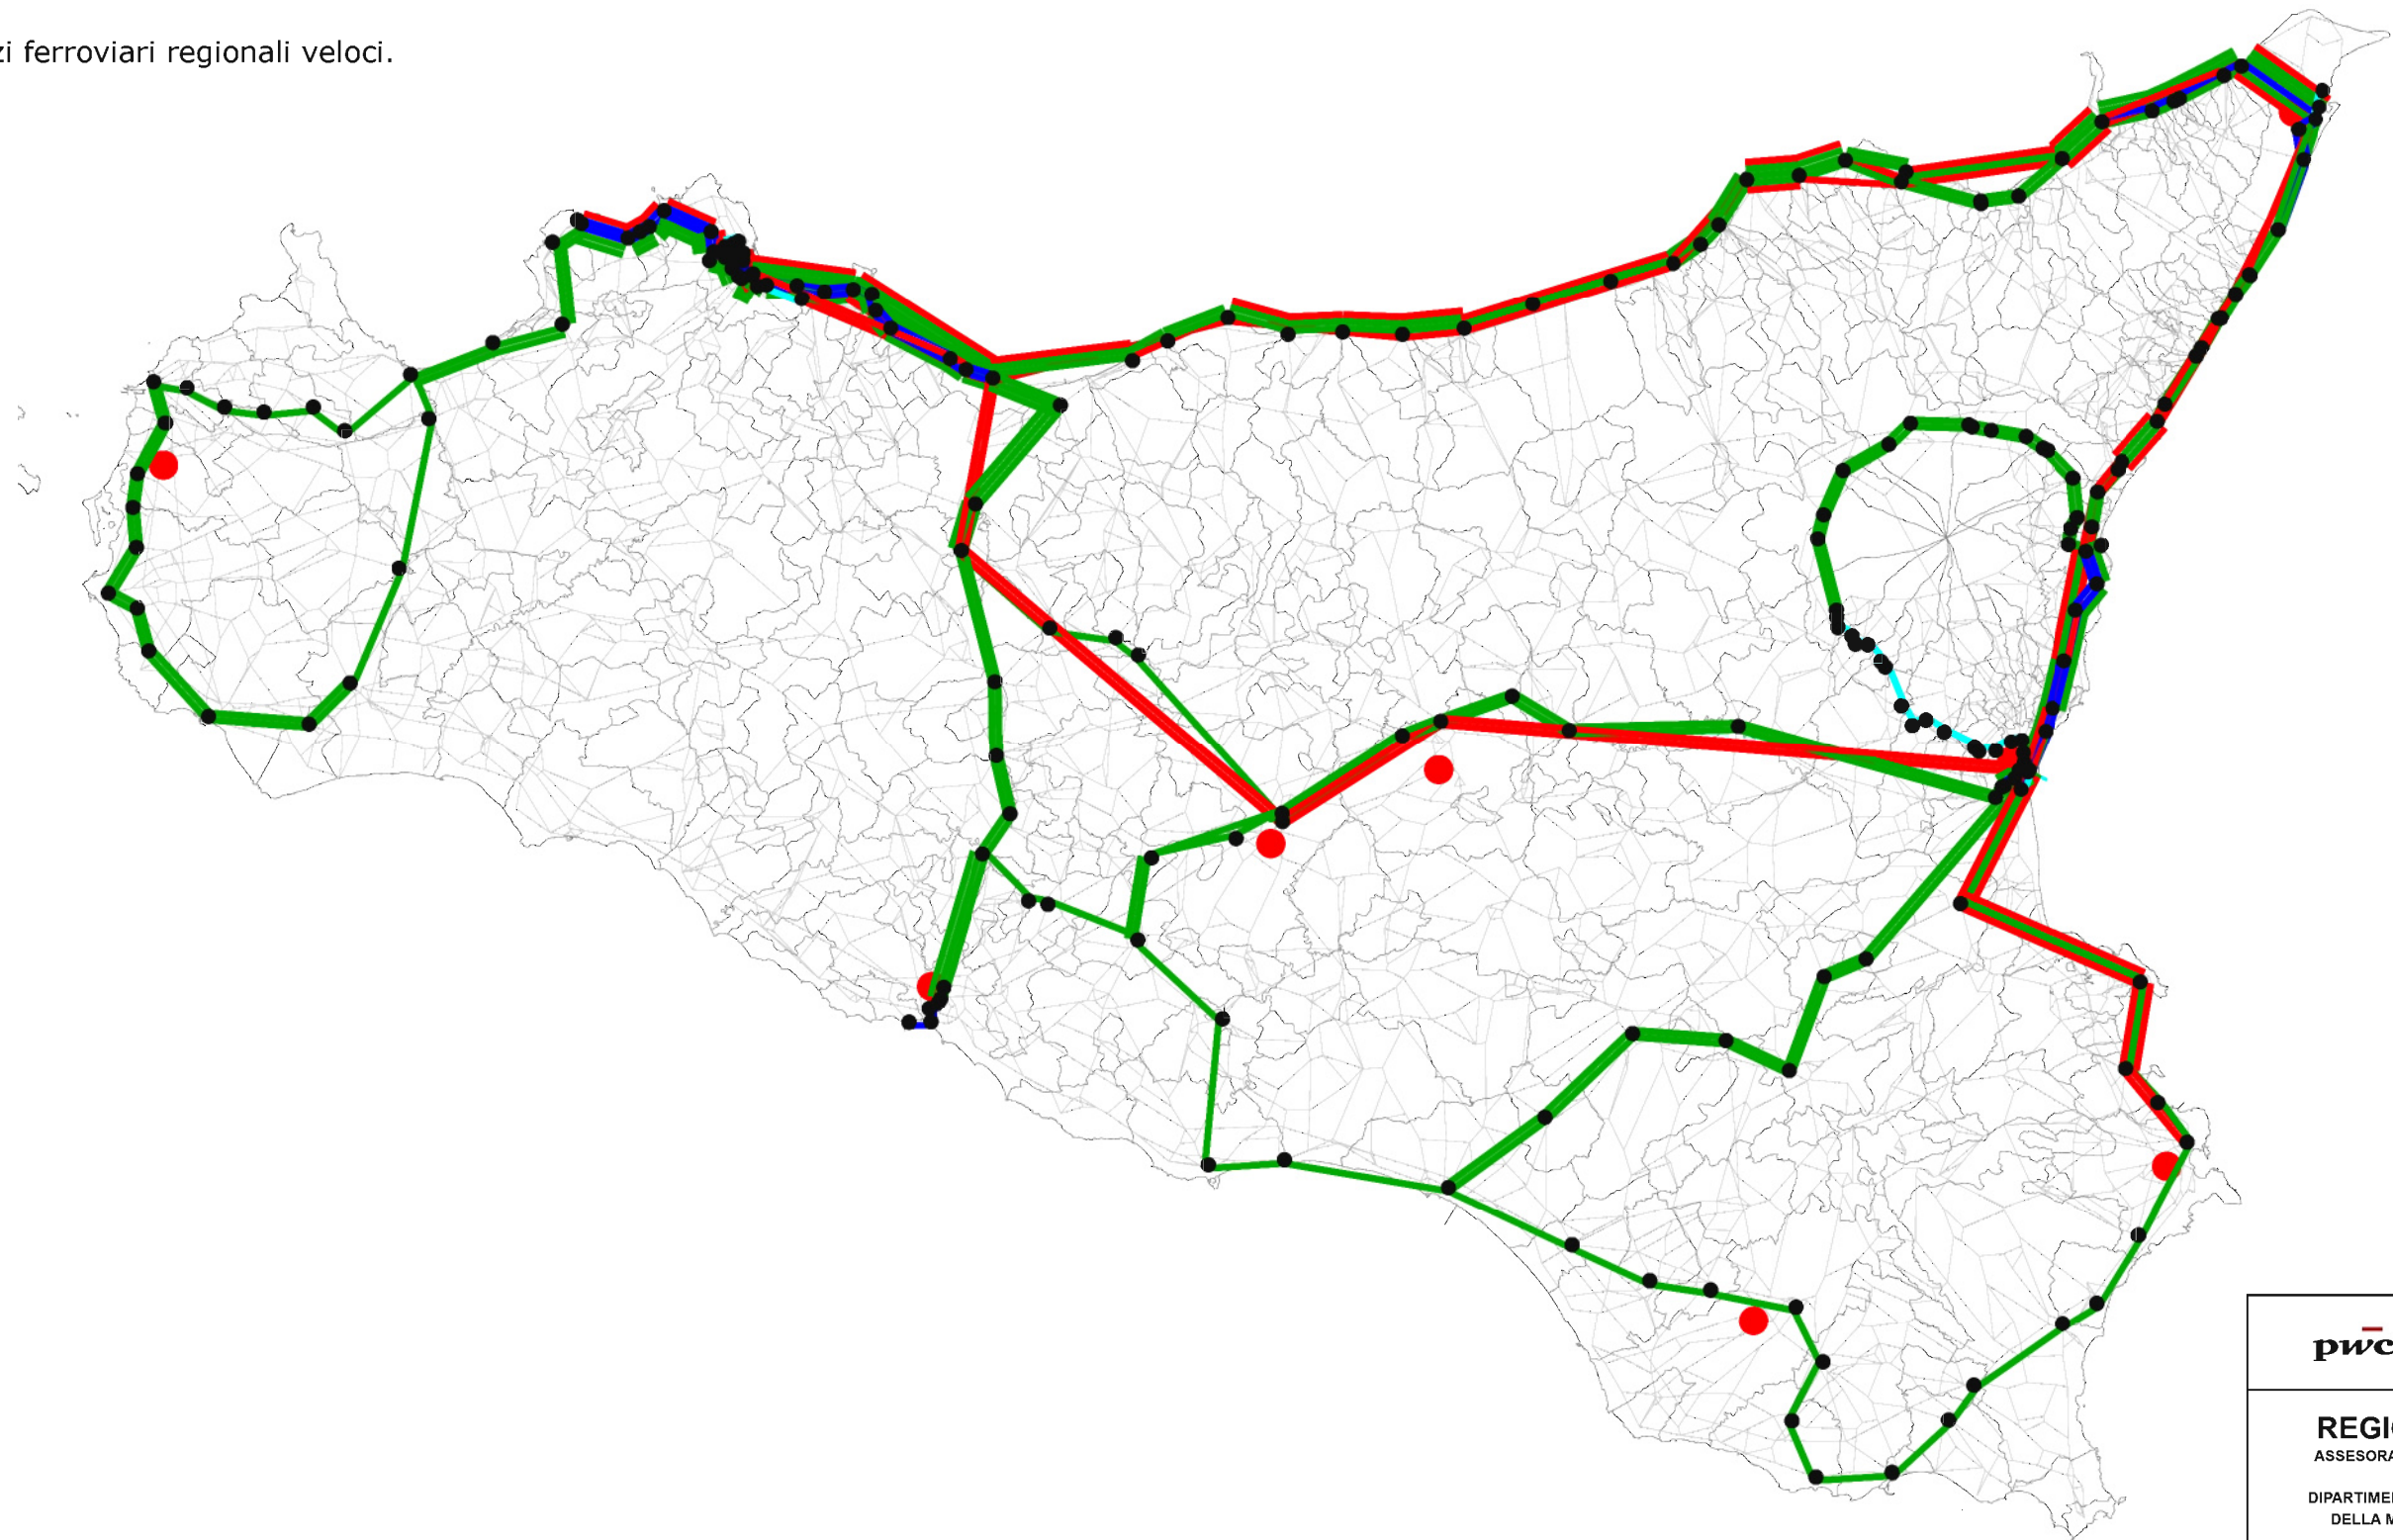 zi ferroviari regionali veloci.
pwc
REGI
ASSESORA
DIPARTIME
DELLA M